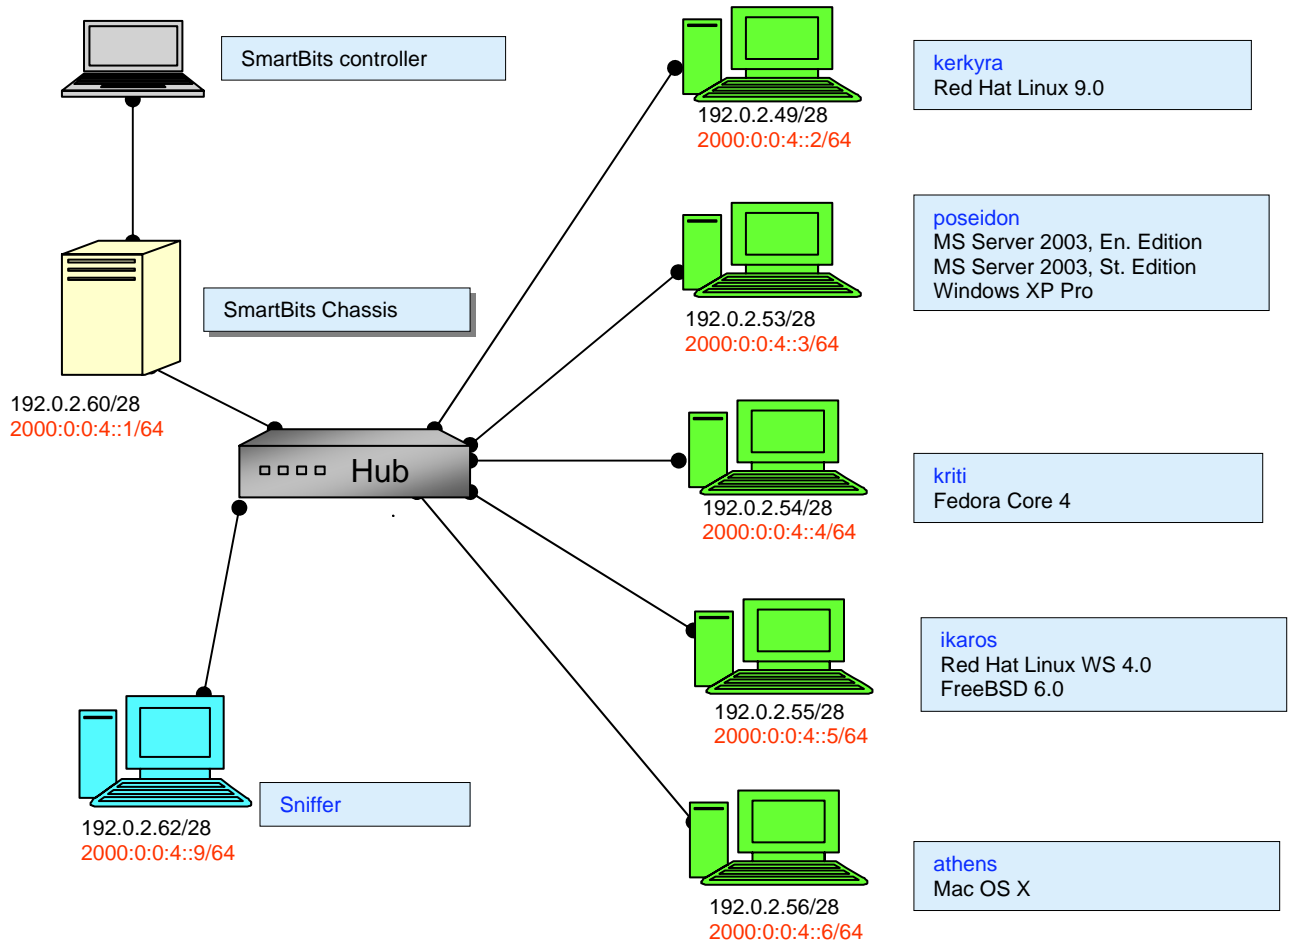 SmartBits controller
kerkyra
Red Hat Linux 9.0
192.0.2.49/28
2000:0:0:4::2/64
poseidon
MS Server 2003, En. Edition
MS Server 2003, St. Edition
Windows XP Pro
SmartBits Chassis
192.0.2.53/28
2000:0:0:4::3/64
192.0.2.60/28
2000:0:0:4::1/64
Hub
.
kriti
Fedora Core 4
192.0.2.54/28
2000:0:0:4::4/64
ikaros
Red Hat Linux WS 4.0
FreeBSD 6.0
192.0.2.55/28
2000:0:0:4::5/64
Sniffer
192.0.2.62/28
2000:0:0:4::9/64
athens
Mac OS X
192.0.2.56/28
2000:0:0:4::6/64